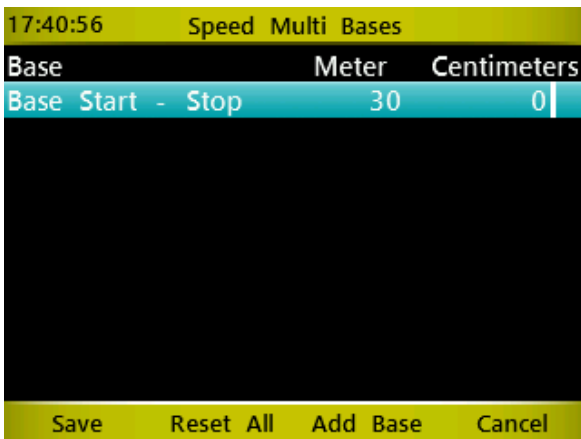 17:40:56 Speed Multi Bases
Base Meter Centimeters
Base Start - Stop 30 0
Save Reset All Add Base Cancel